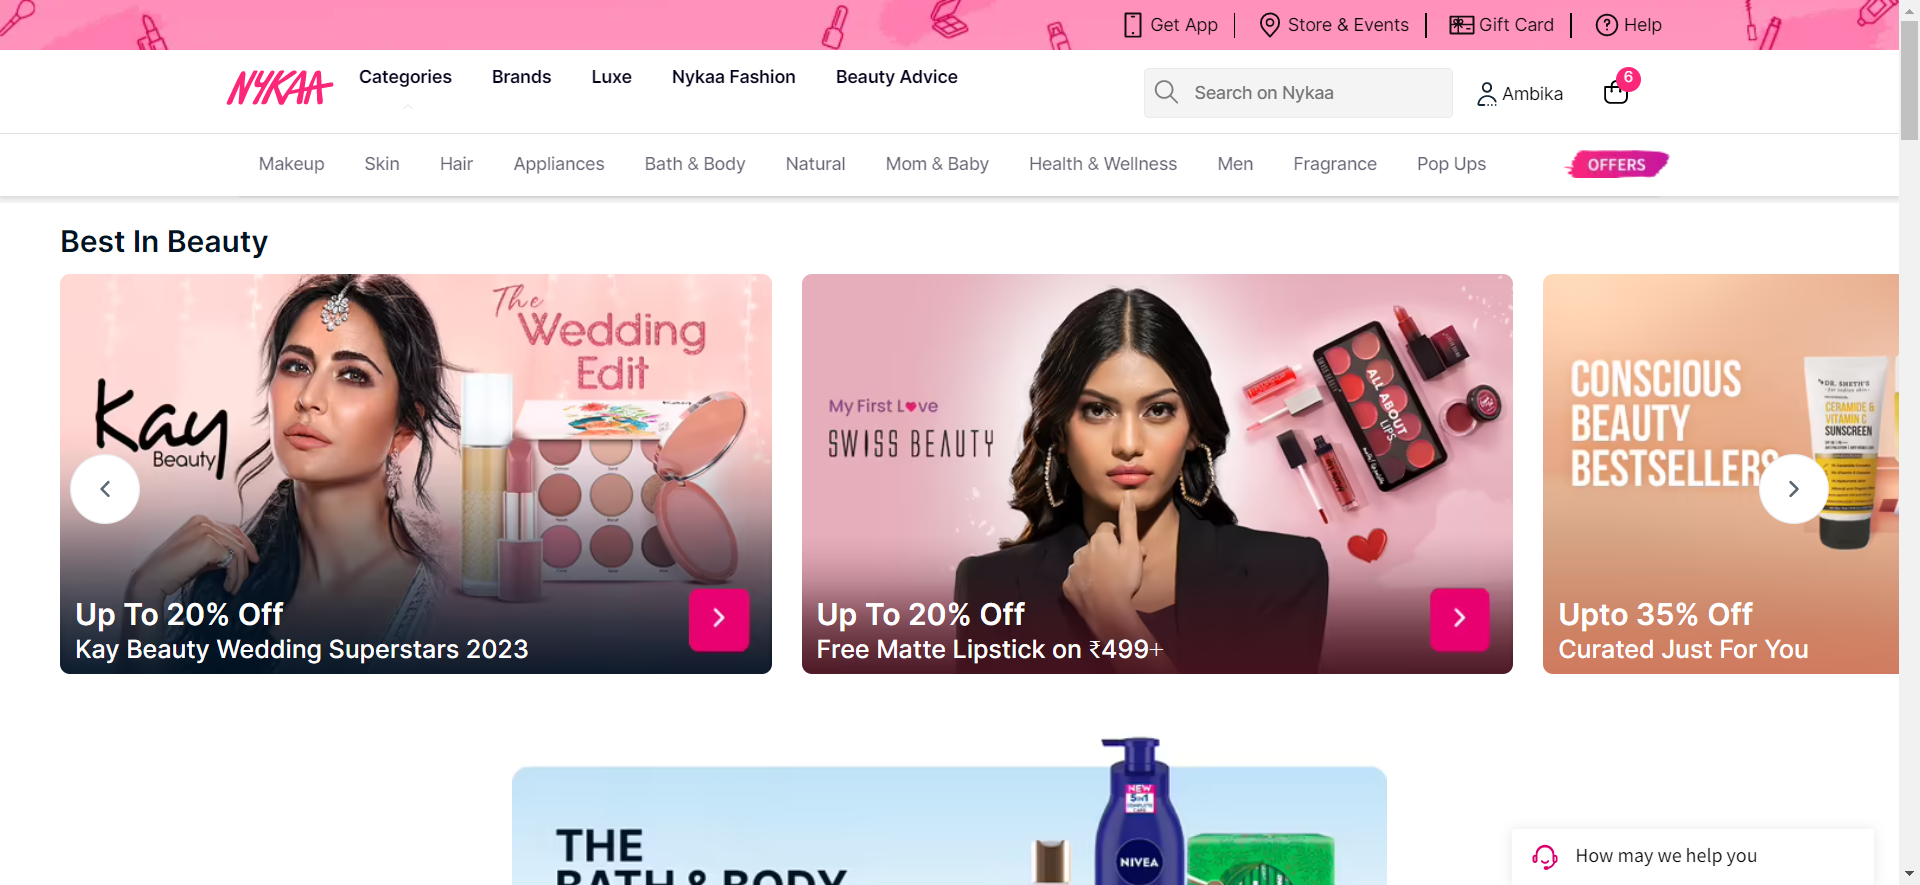 Get App
Store & Events
Gift Card
Help
NYKAA
Categories
Brands
Luxe
Nykaa Fashion
Beauty Advice
Search on Nykaa
Ambika
6
Makeup
Skin
Hair
Appliances
Bath & Body
Natural
Mom & Baby
Health & Wellness
Men
Fragrance
Pop Ups
OFFERS
Best In Beauty
The
Wedding
Edit
Kay
Beauty
Up To 20% Off
Kay Beauty Wedding Superstars 2023
My First Love
SWISS BEAUTY
ALL ABOUT LIPS
Up To 20% Off
Free Matte Lipstick on ₹499+
CONSCIOUS
BEAUTY
BESTSELLERS
DR. SHETH'S
CERAMIDE &
VITAMIN C
SUNSCREEN
Upto 35% Off
Curated Just For You
THE
BATH & BODY
NEW
5in1
COMPLETE
CARE
NIVEA
How may we help you